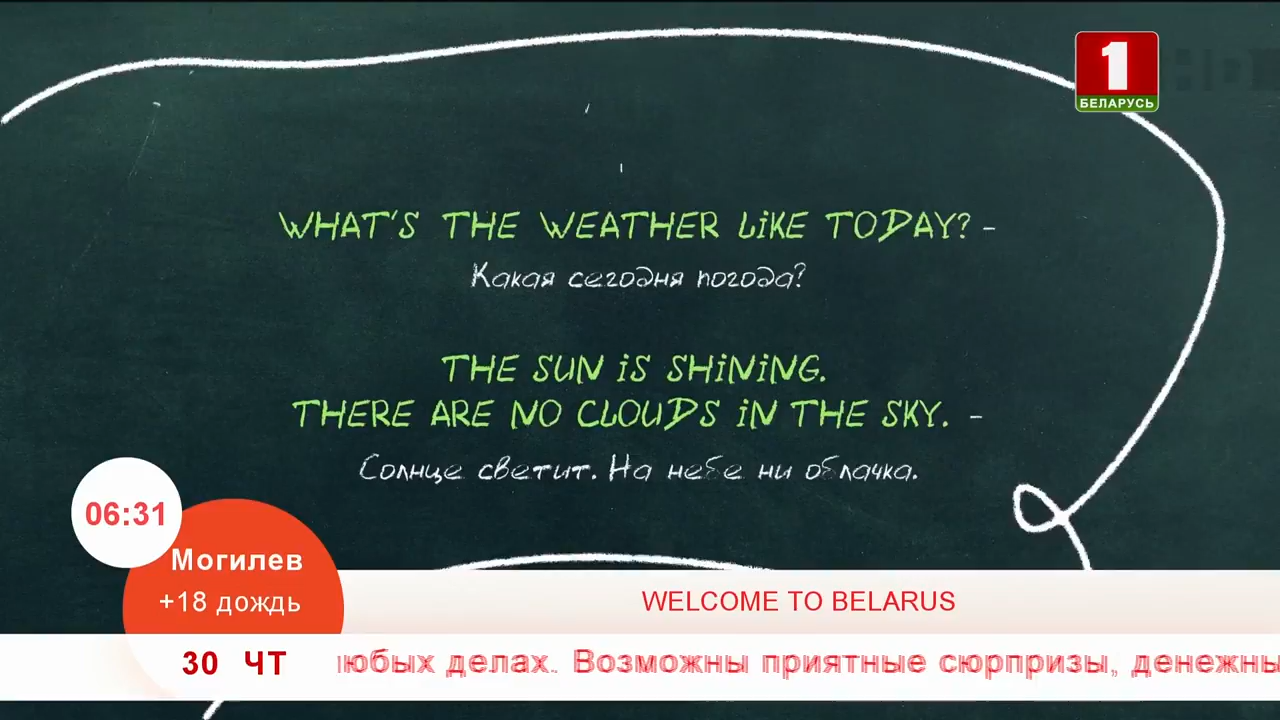 1
БЕЛАРУСЬ
WHAT'S THE WEATHER LIKE TODAY? –
Какая сегодня погода?
THE SUN IS SHINING.
THERE ARE NO CLOUDS IN THE SKY. –
Солнце светит. На небе ни облачка.
06:31
Могилев
+18 дождь
WELCOME TO BELARUS
30 ЧТ
делах. Возможны приятные сюрпризы,